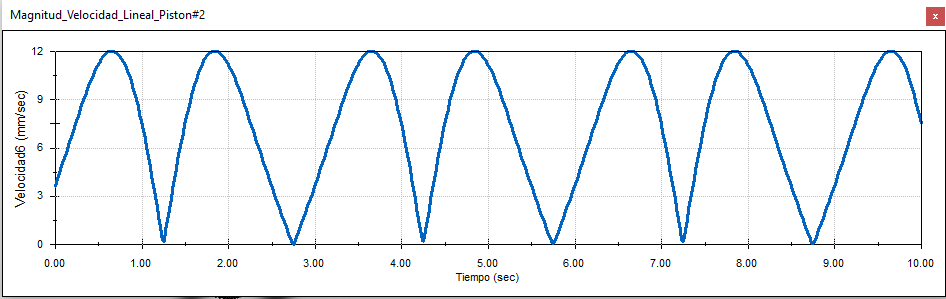 Magnitud_Velocidad_Lineal_Piston#2
x
12
9
6
3
0
Velocidad6 (mm/sec)
0.00 1.00 2.00 3.00 4.00 5.00 6.00 7.00 8.00 9.00 10.00
Tiempo (sec)